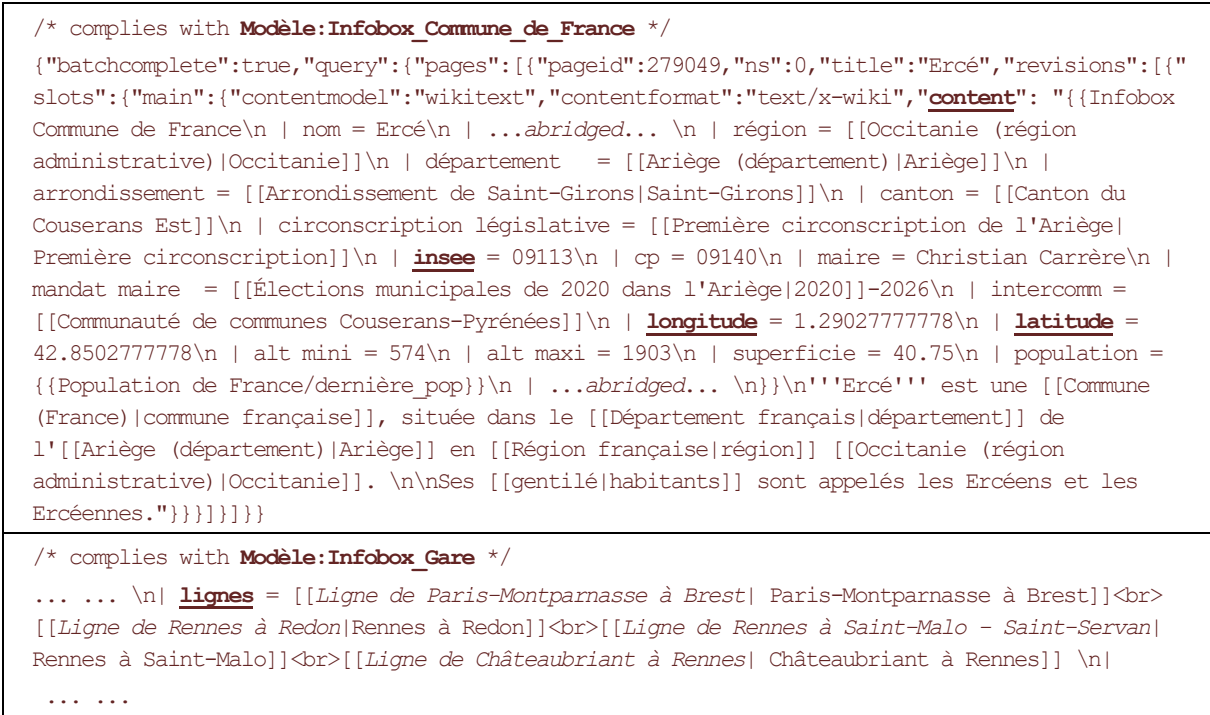 /* complies with Modèle:Infobox_Commune_de_France */
{"batchcomplete":true,"query":{"pages":[{"pageid":279049,"ns":0,"title":"Ercé","revisions":[{"
slots":{"main":{"contentmodel":"wikitext","contentformat":"text/x-wiki","content": "{{Infobox
Commune de France\n | nom = Ercé\n | ...abridged... \n | région = [[Occitanie (région
administrative)|Occitanie]]\n | département   = [[Ariège (département)|Ariège]]\n |
arrondissement = [[Arrondissement de Saint-Girons|Saint-Girons]]\n | canton = [[Canton du
Couserans Est]]\n | circonscription législative = [[Première circonscription de l'Ariège|
Première circonscription]]\n | insee = 09113\n | cp = 09140\n | maire = Christian Carrère\n |
mandat maire  = [[Élections municipales de 2020 dans l'Ariège|2020]]-2026\n | intercomm =
[[Communauté de communes Couserans-Pyrénées]]\n | longitude = 1.29027777778\n | latitude =
42.8502777778\n | alt mini = 574\n | alt maxi = 1903\n | superficie = 40.75\n | population =
{{Population de France/dernière_pop}}\n | ...abridged... \n}}\n'''Ercé''' est une [[Commune
(France)|commune française]], située dans le [[Département français|département]] de
l'[[Ariège (département)|Ariège]] en [[Région française|région]] [[Occitanie (région
administrative)|Occitanie]]. \n\nSes [[gentilé|habitants]] sont appelés les Ercéens et les
Ercéennes."}}}]}]}}
/* complies with Modèle:Infobox_Gare */
... ... \n| lignes = [[Ligne de Paris-Montparnasse à Brest| Paris-Montparnasse à Brest]]<br>
[[Ligne de Rennes à Redon|Rennes à Redon]]<br>[[Ligne de Rennes à Saint-Malo - Saint-Servan|
Rennes à Saint-Malo]]<br>[[Ligne de Châteaubriant à Rennes| Châteaubriant à Rennes]] \n|
... ...